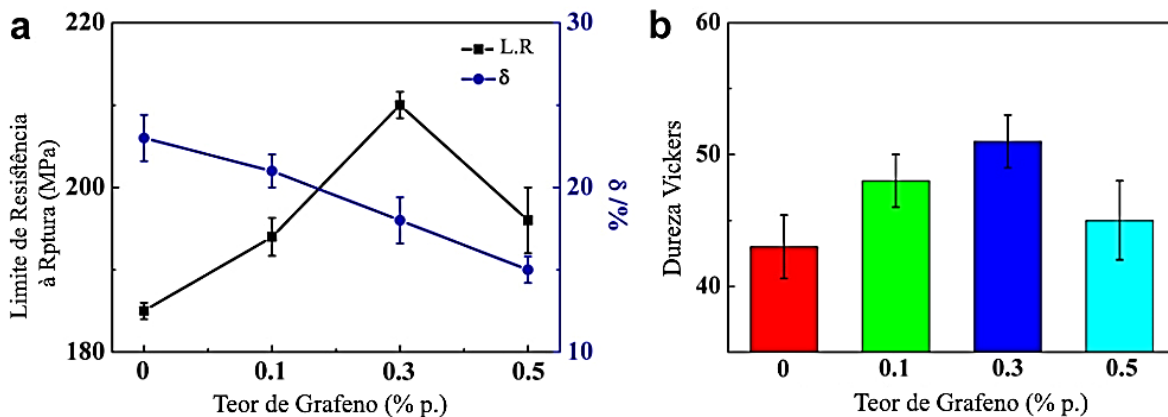 a
220
200
180
Limite de Resistência
à Rptura (MPa)
L.R
δ
30
20
10
δ/%
0 0.1 0.3 0.5
Teor de Grafeno (% p.)
b
60
50
40
Dureza Vickers
0 0.1 0.3 0.5
Teor de Grafeno (% p.)